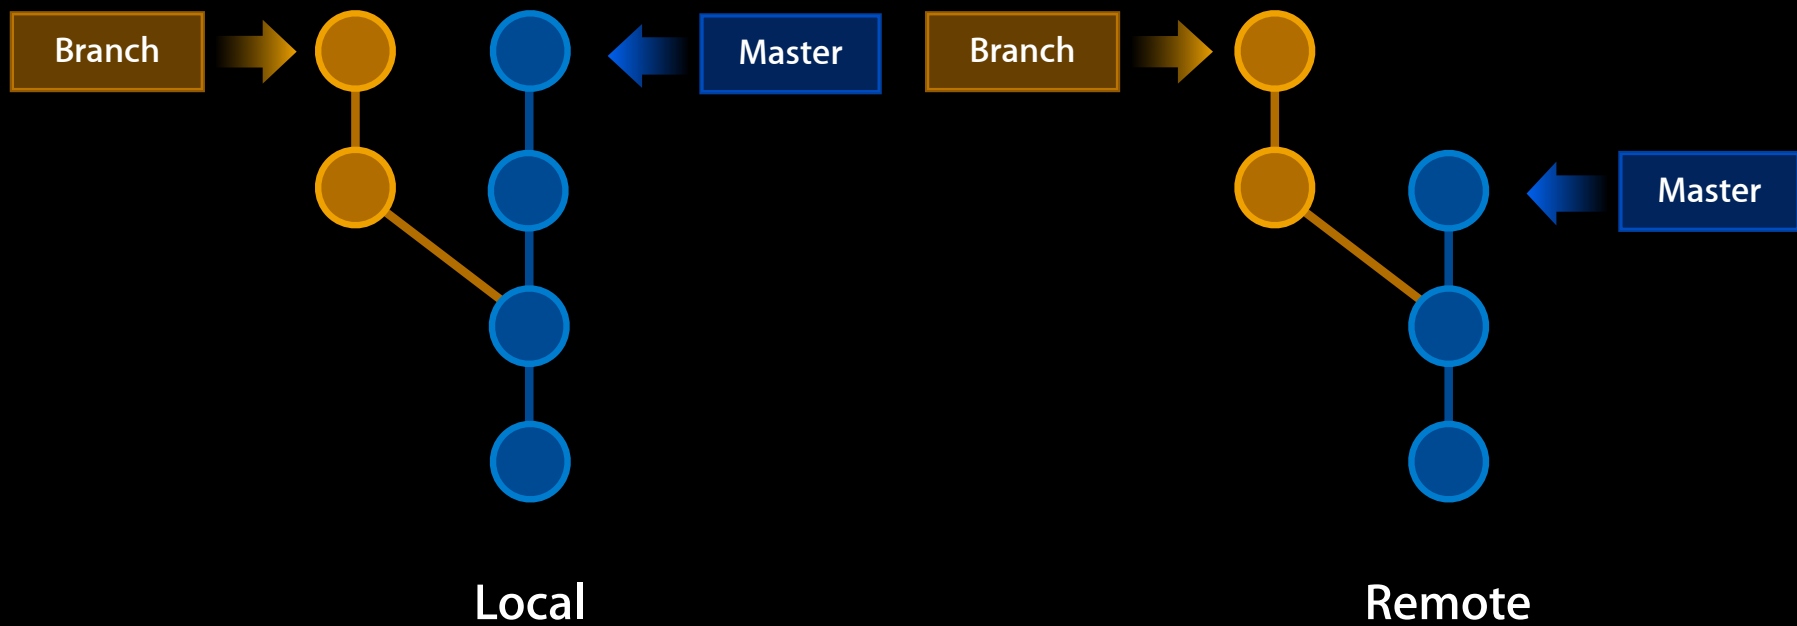 Branch
Master
Branch
Master
Local
Remote